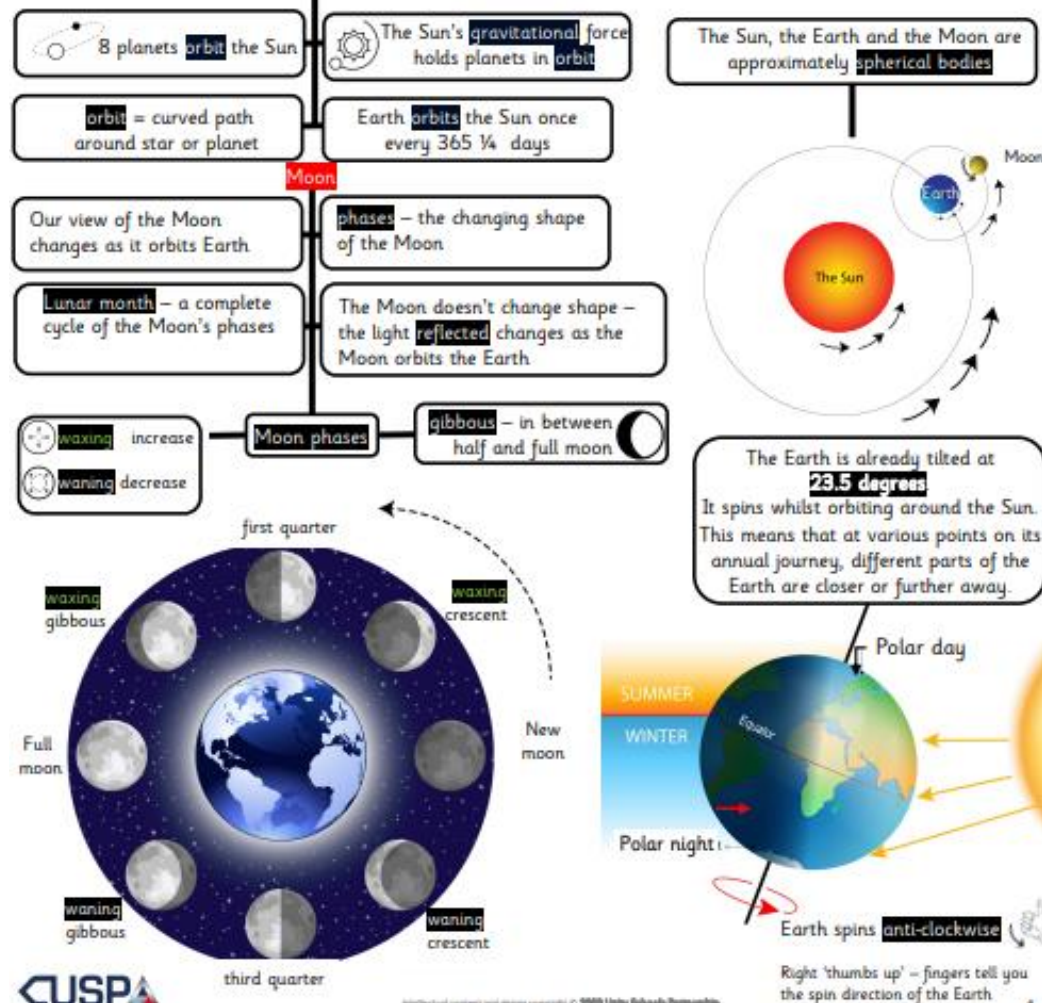 8 planets orbit the Sun
The Sun's gravitational force
holds planets in orbit
orbit = curved path
around star or planet
Earth orbits the Sun once
every 365 ¼ days
Moon
Our view of the Moon
changes as it orbits Earth
phases – the changing shape
of the Moon
Lunar month – a complete
cycle of the Moon's phases
The Moon doesn't change shape –
the light reflected changes as the
Moon orbits the Earth
waxing increase
waning decrease
Moon phases
gibbous – in between
half and full moon
first quarter
waxing
gibbous
waxing
crescent
Full
moon
New
moon
waning
gibbous
waning
crescent
third quarter
CUSP
The Sun, the Earth and the Moon are
approximately spherical bodies
Moon
Earth
The Sun
The Earth is already tilted at
23.5 degrees
It spins whilst orbiting around the Sun.
This means that at various points on its
annual journey, different parts of the
Earth are closer or further away.
Polar day
SUMMER
WINTER
Equator
Polar night
Earth spins anti-clockwise
Right 'thumbs up' – fingers tell you
the spin direction of the Earth